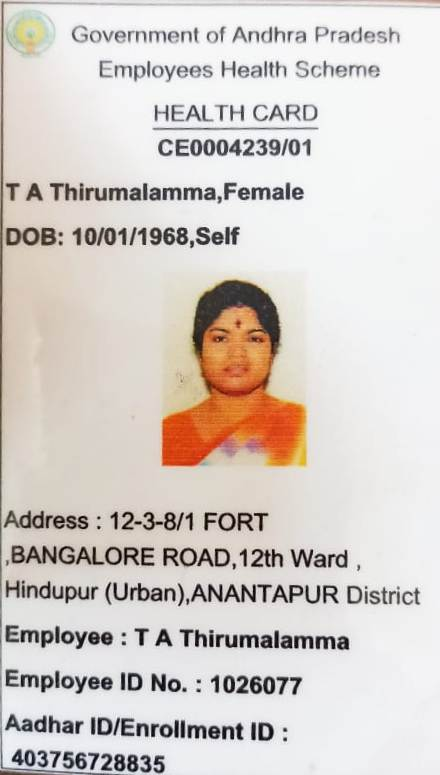 Government of Andhra Pradesh
Employees Health Scheme
HEALTH CARD
CE0004239/01
T A Thirumalamma,Female
DOB: 10/01/1968,Self
Address : 12-3-8/1 FORT
,BANGALORE ROAD,12th Ward ,
Hindupur (Urban),ANANTAPUR District
Employee : T A Thirumalamma
Employee ID No. : 1026077
Aadhar ID/Enrollment ID :
403756728835